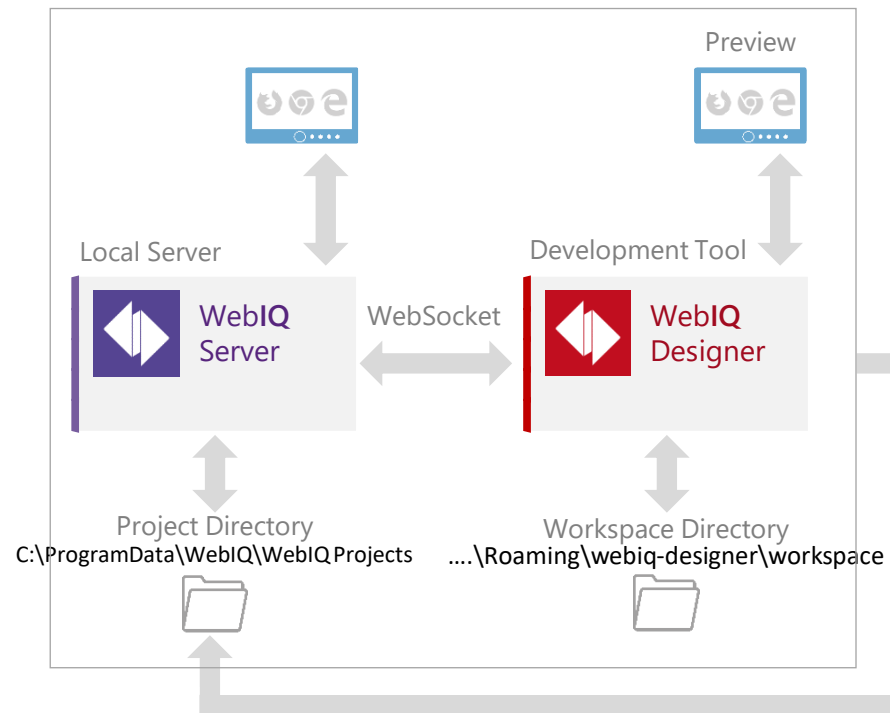 Preview
Local Server
Development Tool
WebIQ
Server
WebSocket
WebIQ
Designer
Project Directory
C:\ProgramData\WebIQ\WebIQ Projects
Workspace Directory
....\Roaming\webiq-designer\workspace